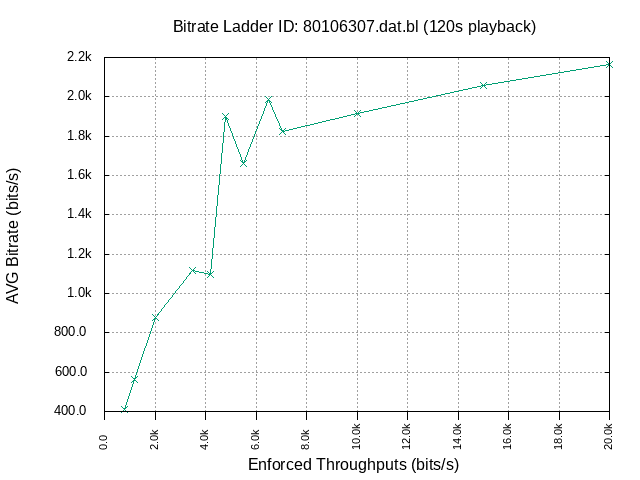 Bitrate Ladder ID: 80106307.dat.bl (120s playback)
2.2k
2.0k
1.8k
1.6k
1.4k
1.2k
1.0k
800.0
600.0
400.0
AVG Bitrate (bits/s)
0.0 2.0k 4.0k 6.0k 8.0k 10.0k 12.0k 14.0k 16.0k 18.0k 20.0k
Enforced Throughputs (bits/s)